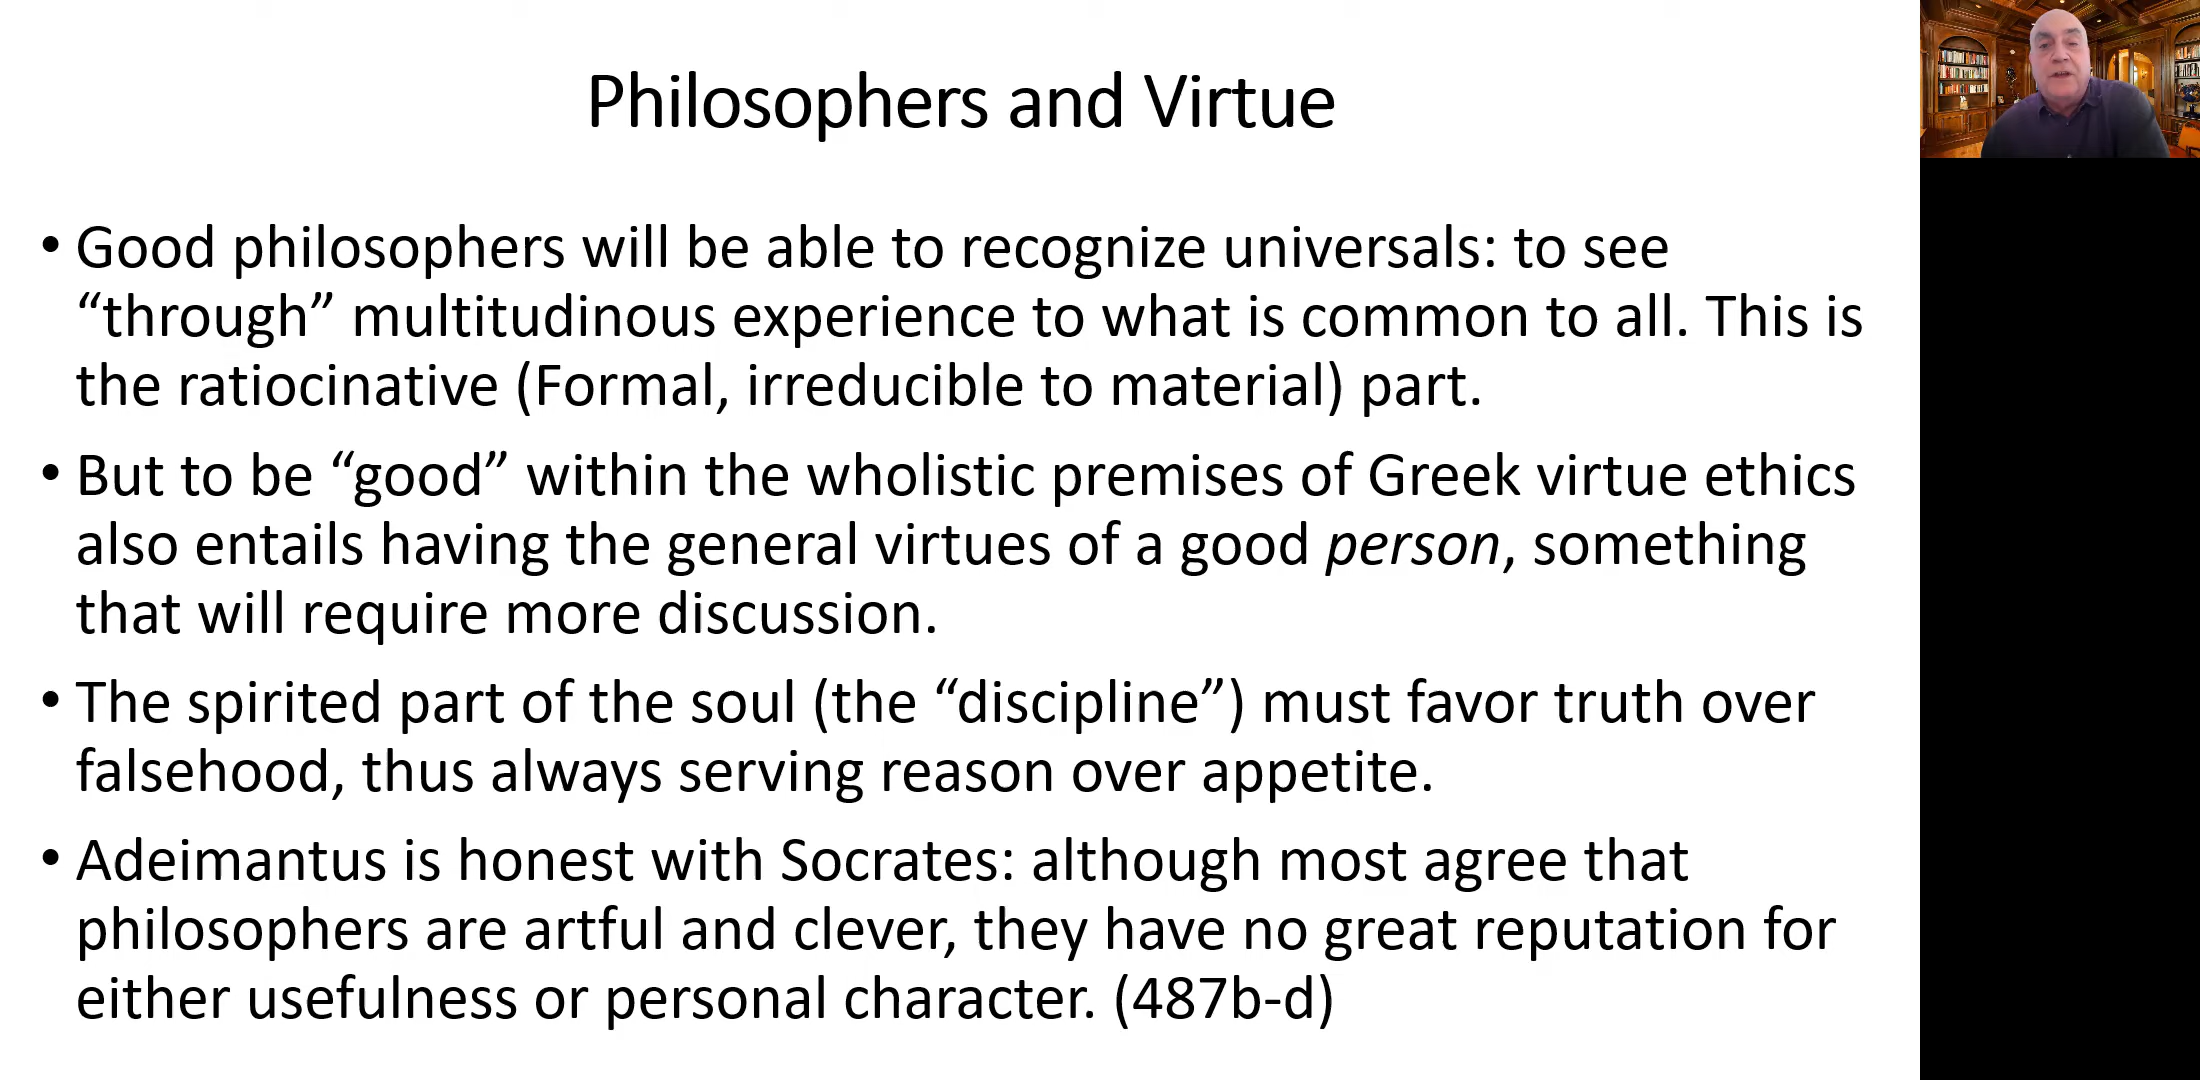 Philosophers and Virtue
• Good philosophers will be able to recognize universals: to see
“through” multitudinous experience to what is common to all. This is
the ratiocinative (Formal, irreducible to material) part.
• But to be “good” within the wholistic premises of Greek virtue ethics
also entails having the general virtues of a good person, something
that will require more discussion.
• The spirited part of the soul (the “discipline”) must favor truth over
falsehood, thus always serving reason over appetite.
• Adeimantus is honest with Socrates: although most agree that
philosophers are artful and clever, they have no great reputation for
either usefulness or personal character. (487b-d)